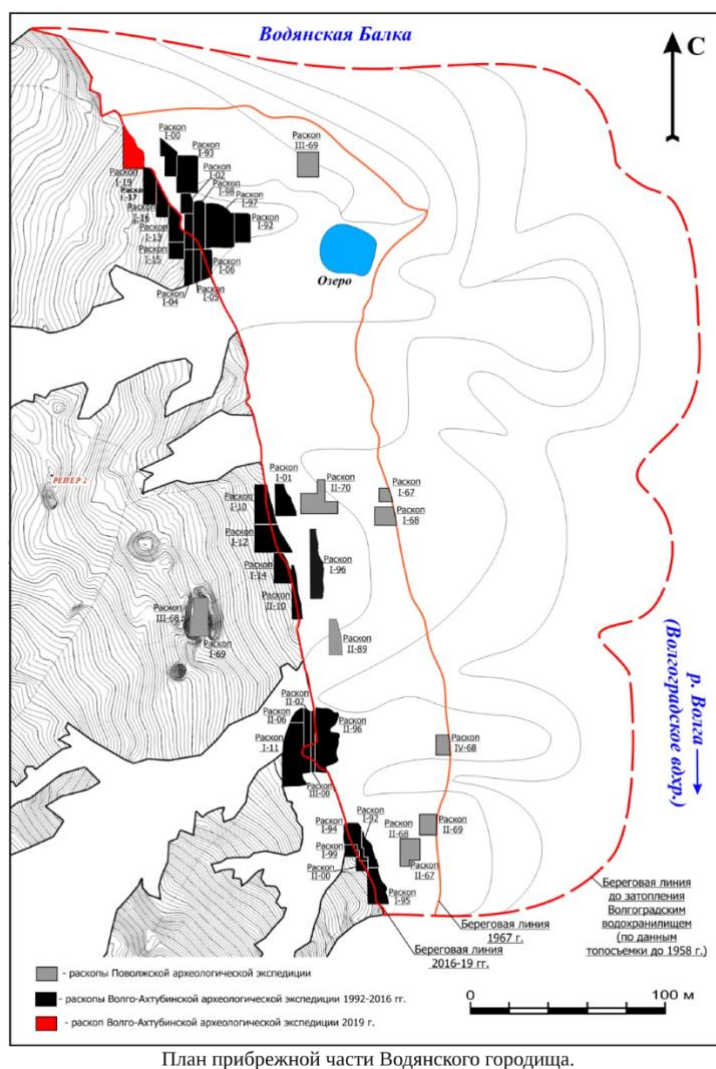 Водянская Балка
С
Раскоп
I-00
Раскоп
I-93
Раскоп
I-02
Раскоп
I-98
Раскоп
I-97
Раскоп
I-92
Раскоп
III-69
Раскоп
I-19
Раскоп
I-17
Раскоп
I-16
Раскоп
I-13
Раскоп
I-15
Раскоп
I-04
Раскоп
I-05
Раскоп
I-06
Озеро
РЕПЕР 2
Раскоп
I-01
Раскоп
II-70
Раскоп
I-67
Раскоп
I-68
Раскоп
I-10
Раскоп
I-12
Раскоп
I-14
Раскоп
II-10
Раскоп
I-96
Раскоп
III-68
Раскоп
I-69
Раскоп
II-89
р. Волга
(Волгоградское вдхр.)
Раскоп
II-02
Раскоп
II-06
Раскоп
I-11
Раскоп
II-96
Раскоп
III-00
Раскоп
IV-68
Раскоп
I-94
Раскоп
I-92
Раскоп
I-99
Раскоп
II-00
Раскоп
I-95
Раскоп
II-68
Раскоп
II-69
Раскоп
II-67
Береговая линия
до затопления
Волгоградским
водохранилищем
(по данным
топосъемки до 1958 г.)
Береговая линия
1967 г.
Береговая линия
2016-19 гг.
- раскопы Поволжской археологической экспедиции
- раскопы Волго-Ахтубинской археологической экспедиции 1992-2016 гг.
- раскоп Волго-Ахтубинской археологической экспедиции 2019 г.
0 100 м
План прибрежной части Водянского городища.